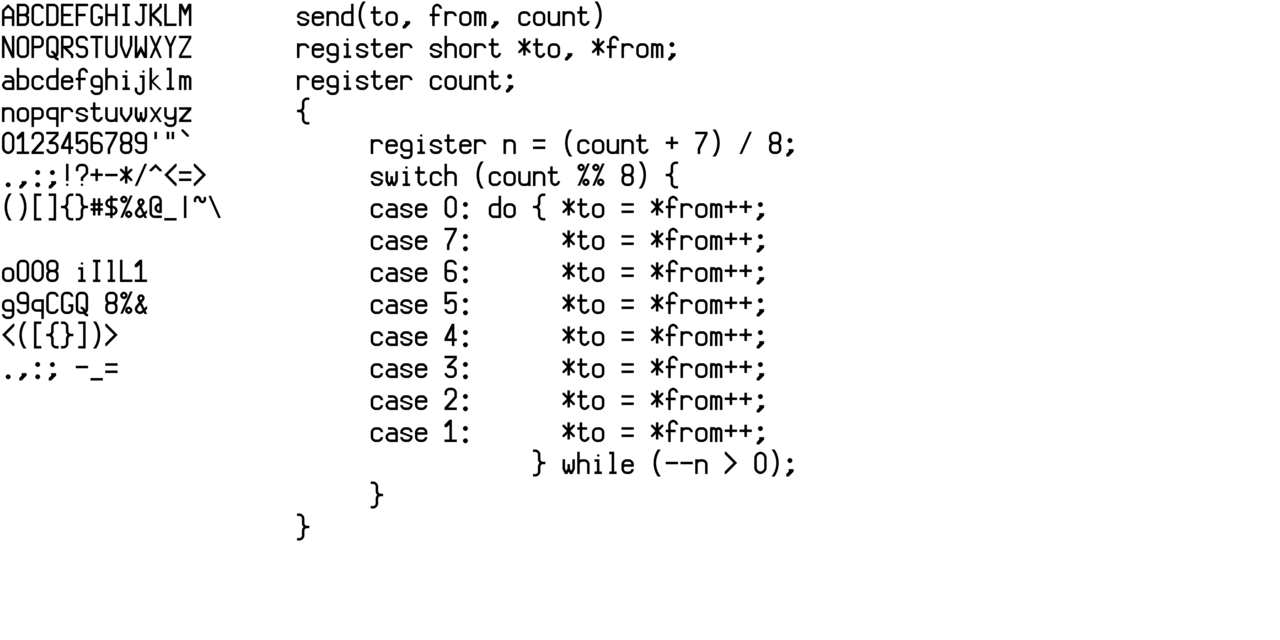 ABCDEFGHIJKLM
NOPQRSTUVWXYZ
abcdefghijklm
nopqrstuvwxyz
0123456789'"`
.,:;!?+-*/^<=>
()[]{}#$%&@_|~\
oO08 iIlL1
g9qCGQ 8%&
<([{}])>
.,:; -_=
send(to, from, count)
register short *to, *from;
register count;
{
     register n = (count + 7) / 8;
     switch (count %% 8) {
     case 0: do { *to = *from++;
     case 7:      *to = *from++;
     case 6:      *to = *from++;
     case 5:      *to = *from++;
     case 4:      *to = *from++;
     case 3:      *to = *from++;
     case 2:      *to = *from++;
     case 1:      *to = *from++;
                } while (--n > 0);
     }
}